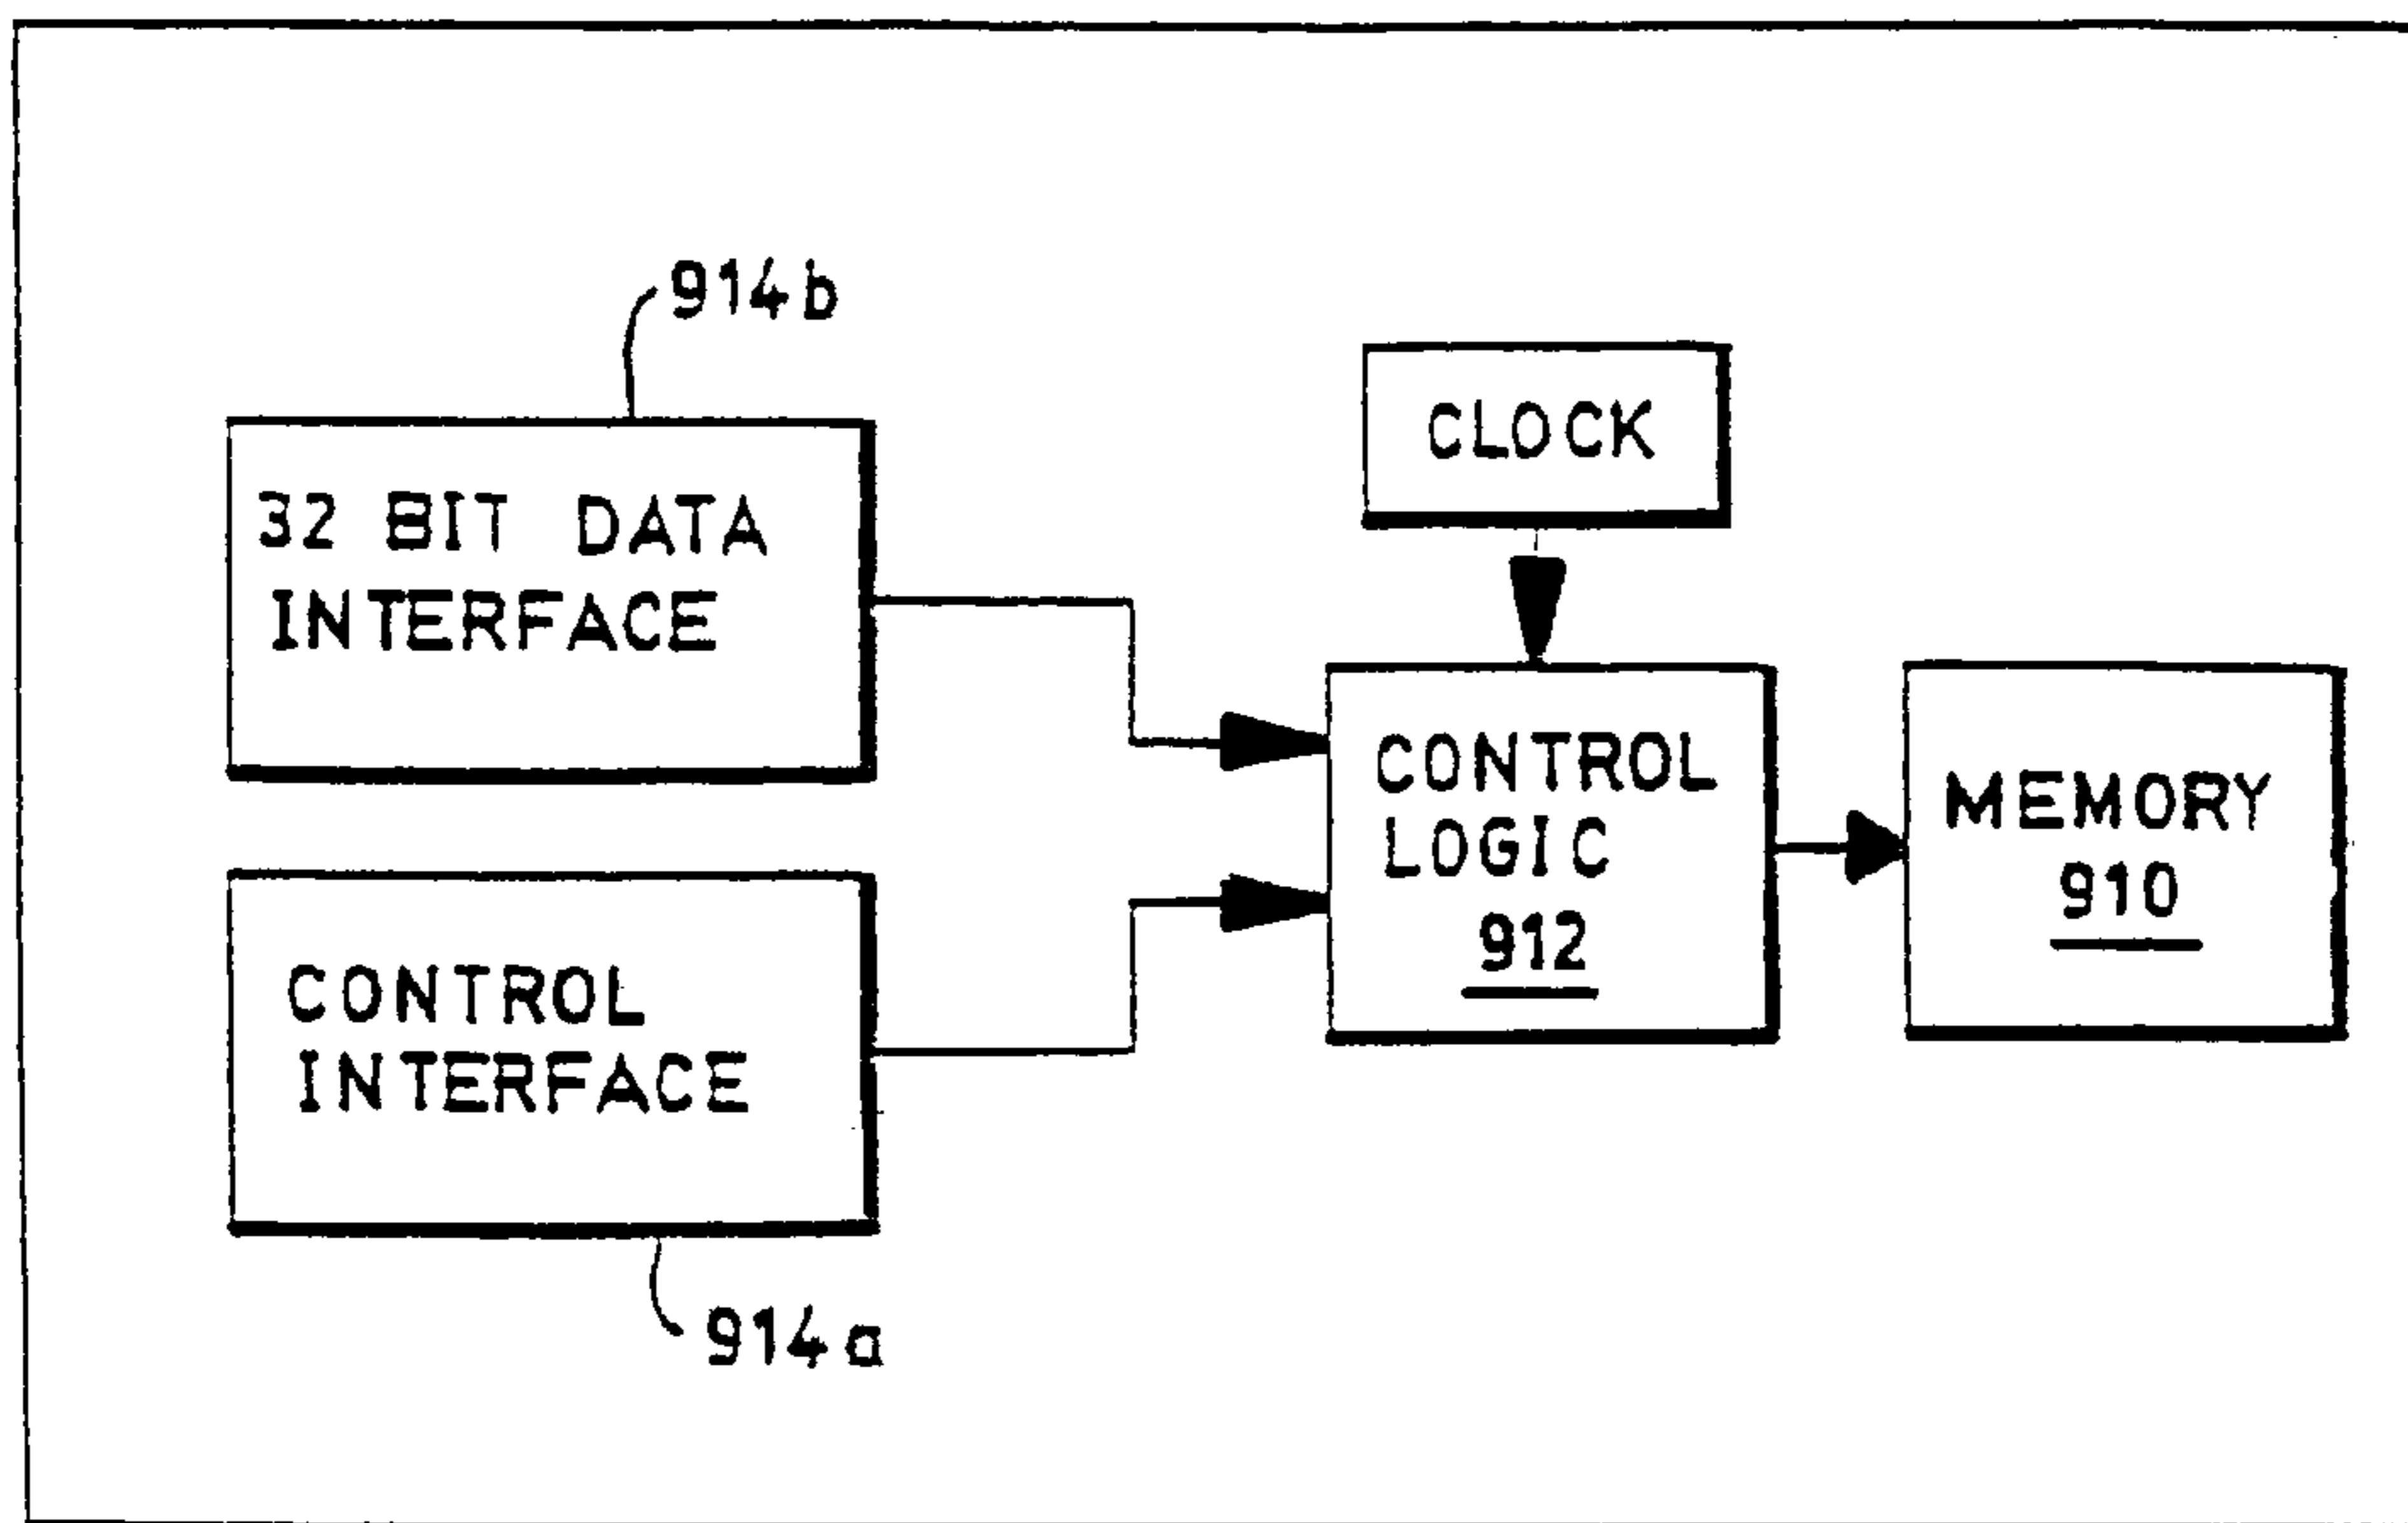 914b
32 BIT DATA
INTERFACE
CLOCK
CONTROL
LOGIC
912
MEMORY
910
CONTROL
INTERFACE
914a